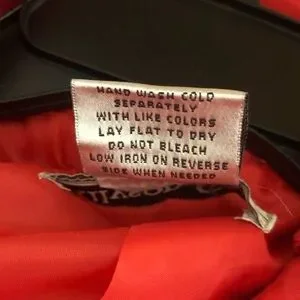 HAND WASH COLD
SEPARATELY
WITH LIKE COLORS
LAY FLAT TO DRY
DO NOT BLEACH
LOW IRON ON REVERSE
SIDE WHEN NEEDED